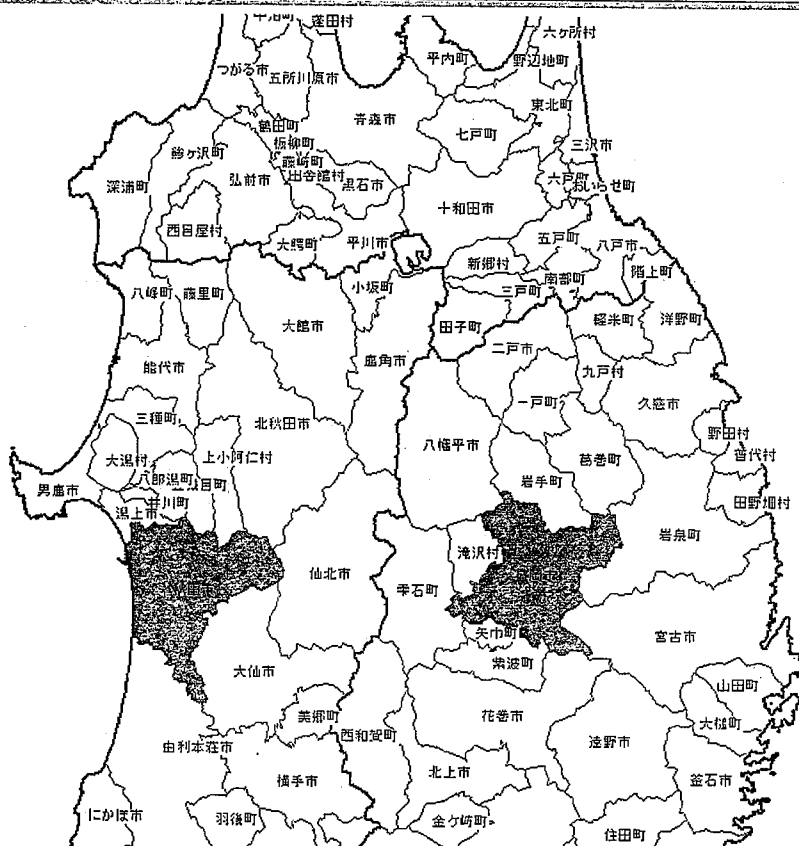 蓬田村
六ケ所村
つがる市
五所川原市
平内町
野辺地町
東北町
青森市
七戸町
鶴田町
板柳町
藤崎町
田舎館村
三沢市
鰺ヶ沢町
深浦町
弘前市
黒石市
六戸町
おいらせ町
西目屋村
十和田市
大鰐町
平川市
五戸町
八戸市
新郷村
南部町
階上町
三戸町
八峰町
藤里町
小坂町
大館市
田子町
軽米町
洋野町
能代市
鹿角市
二戸市
九戸村
三種町
北秋田市
一戸町
久慈市
野田村
大潟村
上小阿仁村
八幡平市
葛巻町
普代村
八郎潟町
男鹿市
井川町
潟上市
岩手町
田野畑村
岩泉町
仙北市
滝沢村
雫石町
矢巾町
宮古市
紫波町
大仙市
山田町
美郷町
西和賀町
花巻市
大槌町
由利本荘市
遠野市
横手市
北上市
釜石市
にかほ市
羽後町
金ケ崎町
住田町